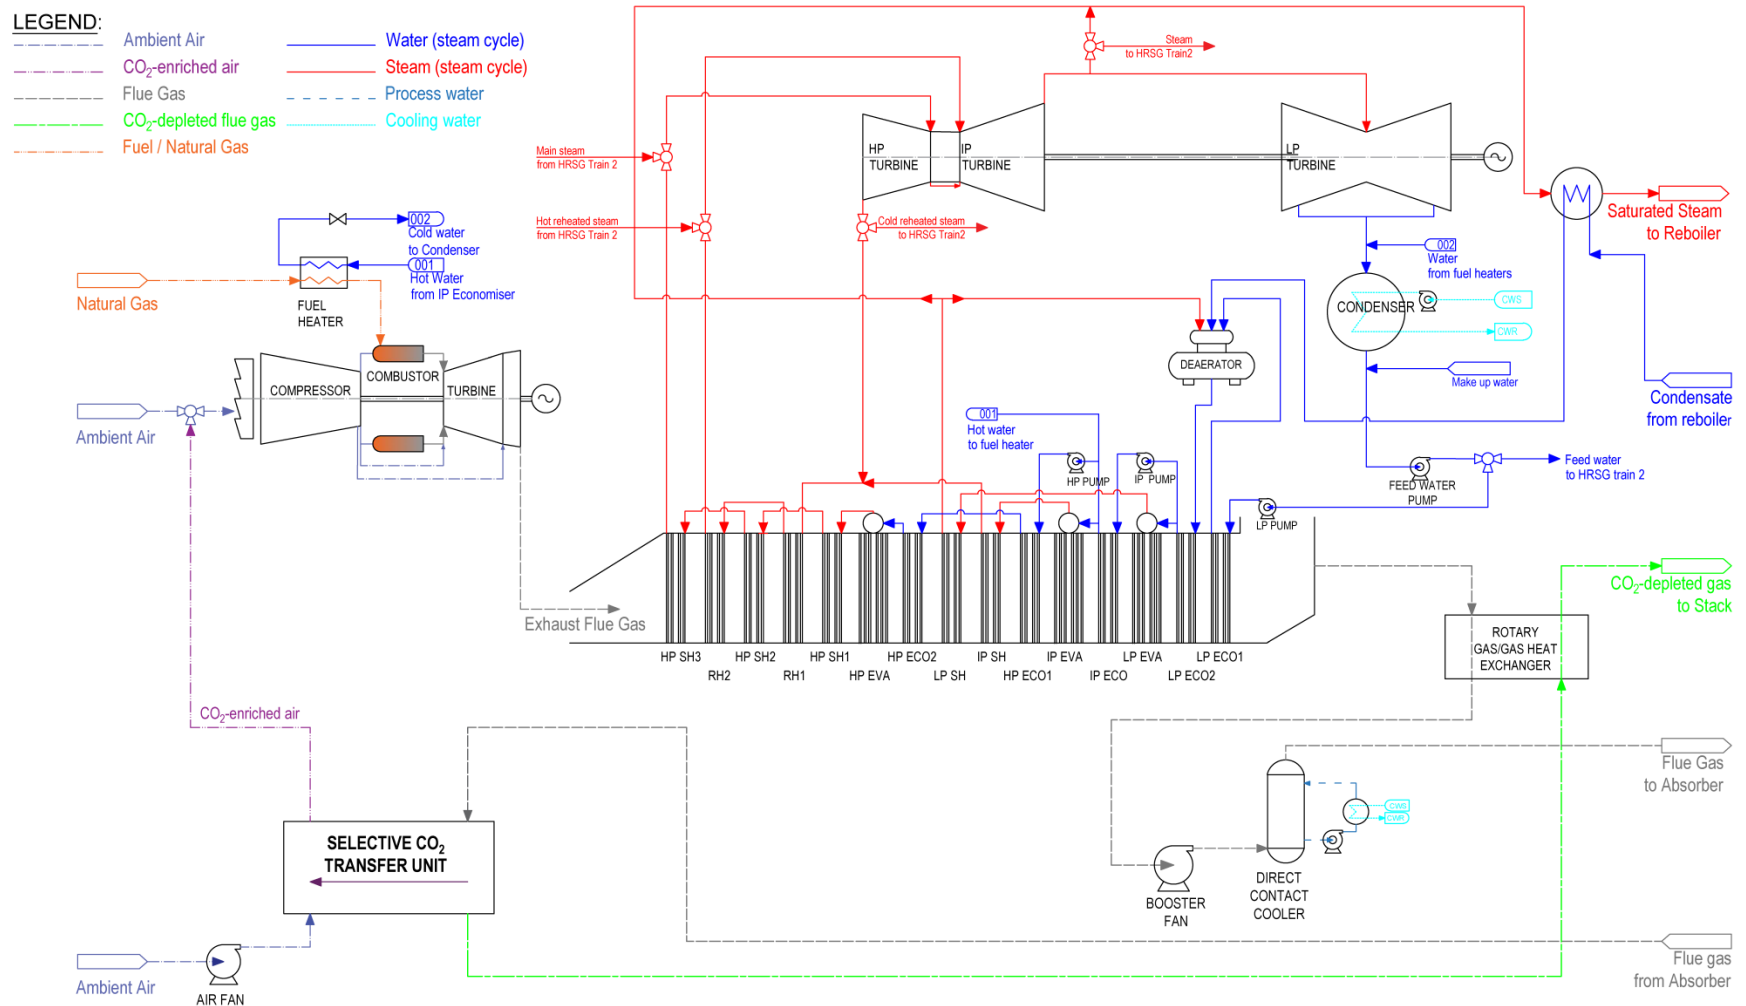 LEGEND:
Ambient Air
Water (steam cycle)
CO2-enriched air
Steam (steam cycle)
Flue Gas
Process water
CO2-depleted flue gas
Cooling water
Fuel / Natural Gas
Steam
to HRSG Train2
Main steam
from HRSG Train 2
HP
TURBINE
IP
TURBINE
LP
TURBINE
Hot reheated steam
from HRSG Train 2
Cold reheated steam
to HRSG Train2
Saturated Steam
to Reboiler
002
Cold water
to Condenser
001
Hot Water
from IP Economiser
002
Water
from fuel heaters
Natural Gas
FUEL
HEATER
CONDENSER
CWS
CWR
COMPRESSOR
COMBUSTOR
TURBINE
DEAERATOR
Make up water
Condensate
from reboiler
Ambient Air
001
Hot water
to fuel heater
HP PUMP
IP PUMP
FEED WATER
PUMP
Feed water
to HRSG train 2
LP PUMP
Exhaust Flue Gas
CO2-depleted gas
to Stack
HP SH3
HP SH2
HP SH1
HP ECO2
IP SH
IP EVA
LP EVA
LP ECO1
RH2
RH1
HP EVA
LP SH
HP ECO1
IP ECO
LP ECO2
ROTARY
GAS/GAS HEAT
EXCHANGER
CO2-enriched air
Flue Gas
to Absorber
CWS
CWR
SELECTIVE CO2
TRANSFER UNIT
BOOSTER
FAN
DIRECT
CONTACT
COOLER
Ambient Air
AIR FAN
Flue gas
from Absorber